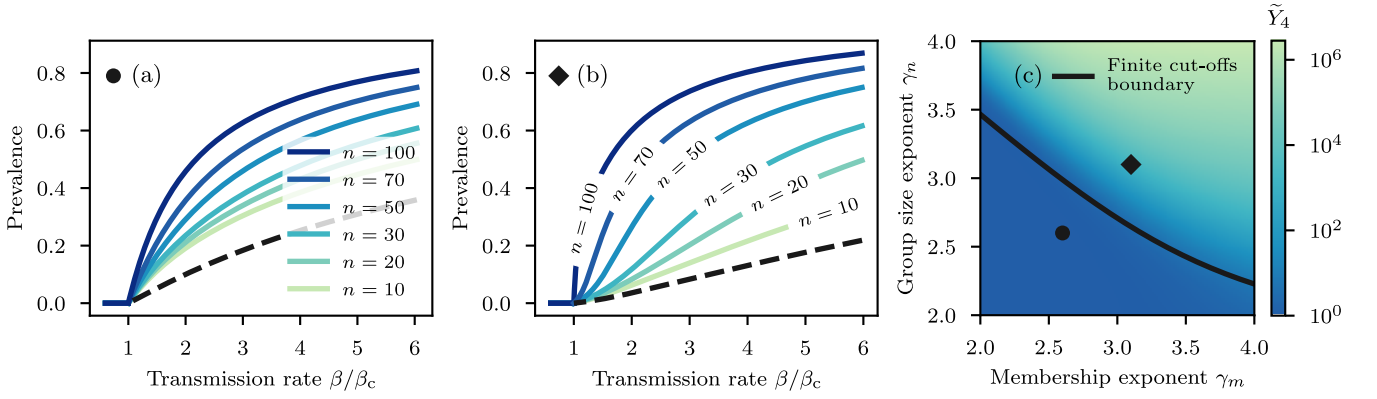 (a)
Prevalence
0.8
0.6
0.4
0.2
0.0
n = 100
n = 70
n = 50
n = 30
n = 20
n = 10
1 2 3 4 5 6
Transmission rate β/βc
(b)
Prevalence
0.8
0.6
0.4
0.2
0.0
n = 100
n = 70
n = 50
n = 30
n = 20
n = 10
1 2 3 4 5 6
Transmission rate β/βc
(c)
Finite cut-offs
boundary
Group size exponent γn
4.0
3.5
3.0
2.5
2.0
2.0 2.5 3.0 3.5 4.0
Membership exponent γm
Ỹ4
10^6
10^4
10^2
10^0